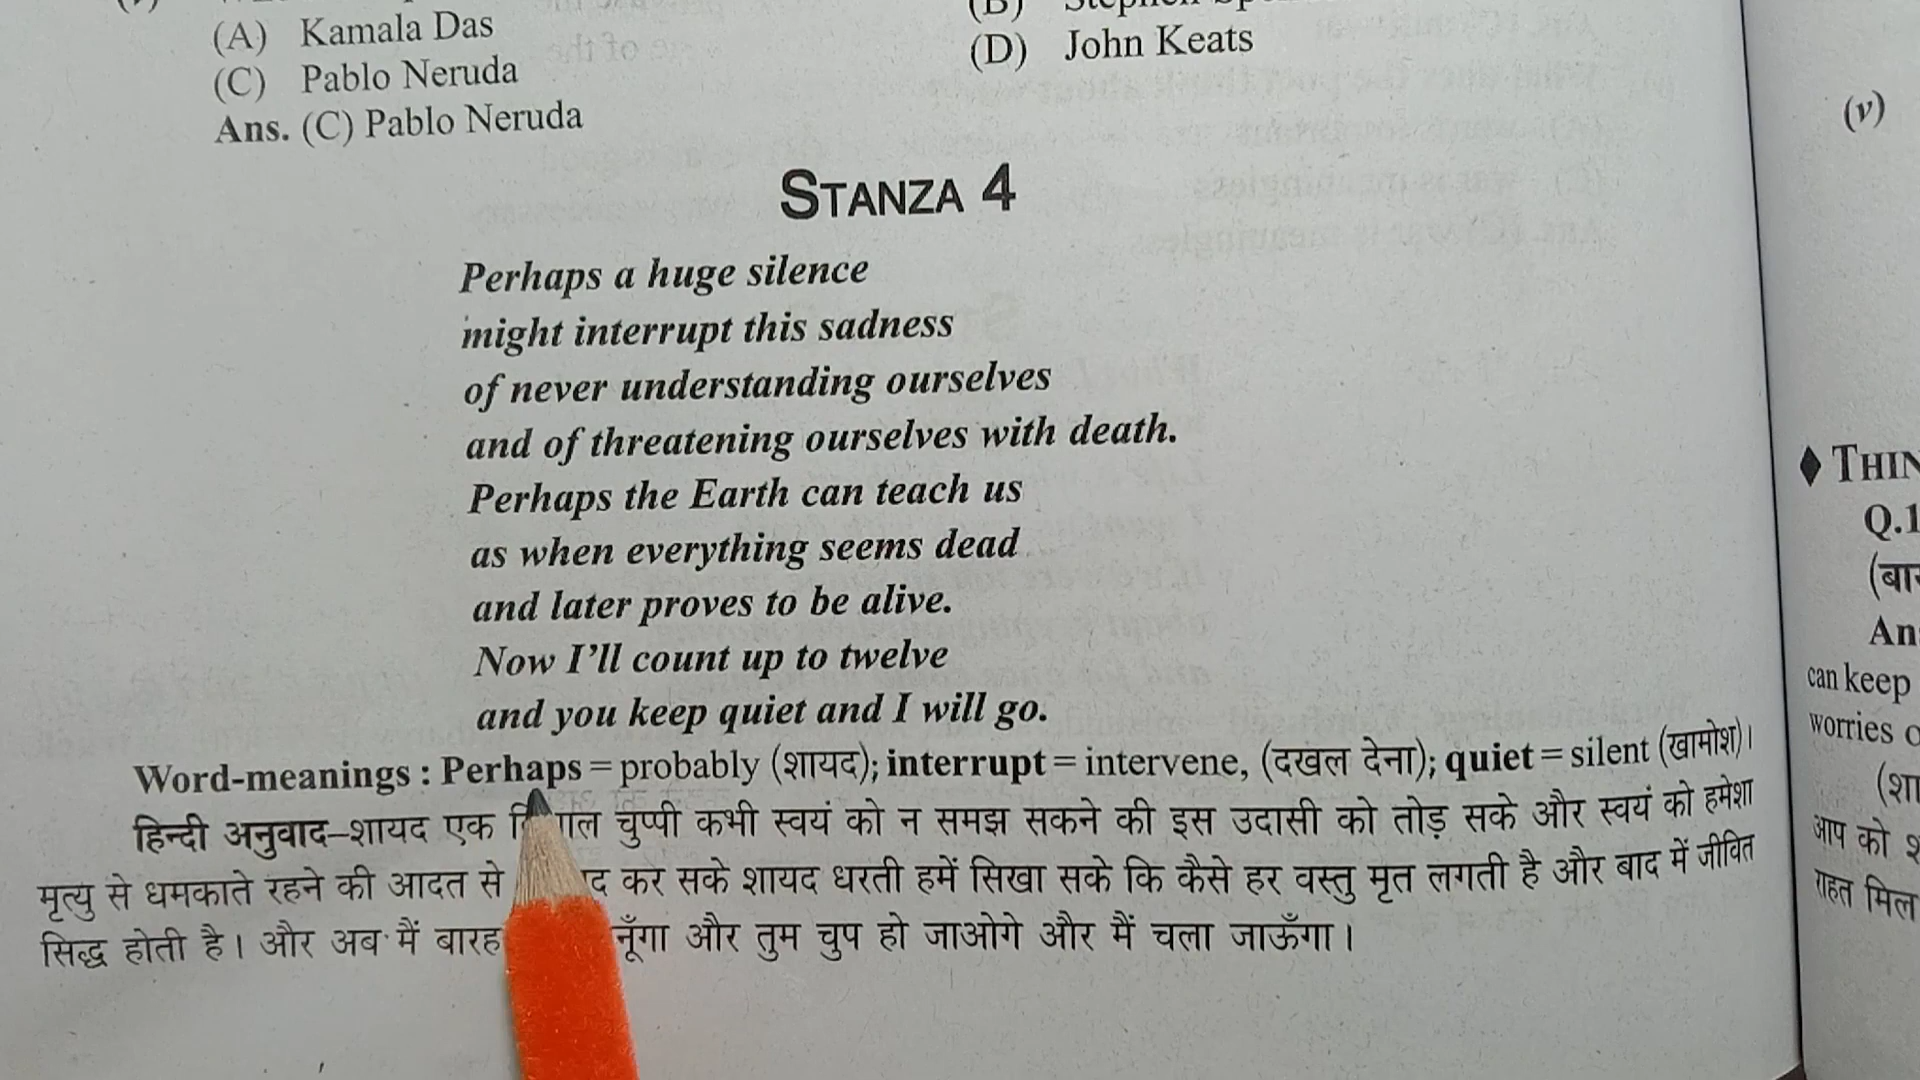 (A) Kamala Das
(B)
(C) Pablo Neruda
(D) John Keats
Ans. (C) Pablo Neruda
STANZA 4
Perhaps a huge silence
might interrupt this sadness
of never understanding ourselves
and of threatening ourselves with death.
Perhaps the Earth can teach us
as when everything seems dead
and later proves to be alive.
Now I'll count up to twelve
and you keep quiet and I will go.
Word-meanings : Perhaps = probably (शायद); interrupt = intervene, (दखल देना); quiet = silent (खामोश)।
हिन्दी अनुवाद–शायद एक चुप्पी कभी स्वयं को न समझ सकने की इस उदासी को तोड़ सके और स्वयं को हमेशा
मृत्यु से धमकाते रहने की आदत से कर सके शायद धरती हमें सिखा सके कि कैसे हर वस्तु मृत लगती है और बाद में जीवित
सिद्ध होती है। और अब मैं बारह और तुम चुप हो जाओगे और मैं चला जाऊँगा।
(v)
Q.1
can keep
worries
आप को
राहत मिल